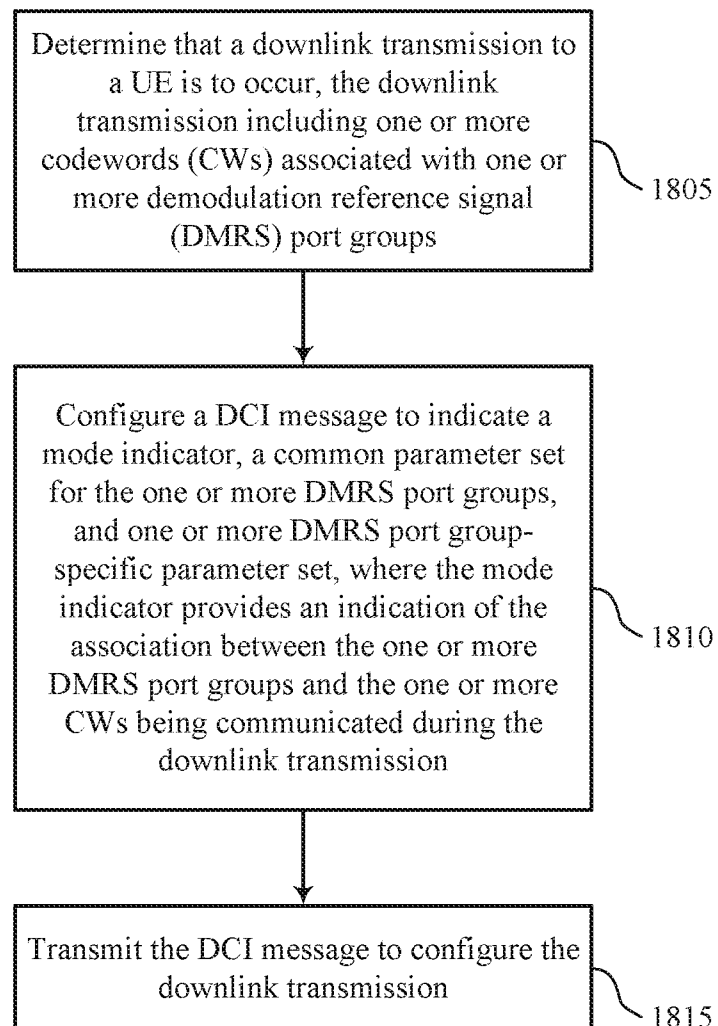 Determine that a downlink transmission to
a UE is to occur, the downlink
transmission including one or more
codewords (CWs) associated with one or
more demodulation reference signal
(DMRS) port groups
1805
Configure a DCI message to indicate a
mode indicator, a common parameter set
for the one or more DMRS port groups,
and one or more DMRS port group-
specific parameter set, where the mode
indicator provides an indication of the
association between the one or more
DMRS port groups and the one or more
CWs being communicated during the
downlink transmission
1810
Transmit the DCI message to configure the
downlink transmission
1815